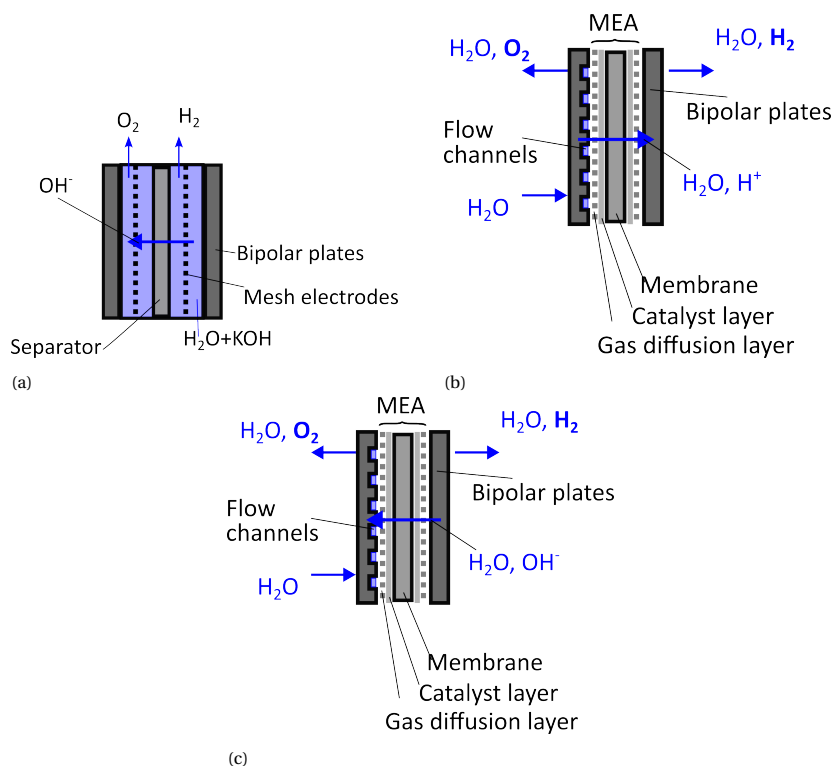 O₂
H₂
OH⁻
Bipolar plates
Mesh electrodes
H₂O+KOH
Separator
(a)
MEA
H₂O, O₂
H₂O, H₂
Bipolar plates
Flow
channels
H₂O, H⁺
H₂O
Membrane
Catalyst layer
Gas diffusion layer
(b)
MEA
H₂O, O₂
H₂O, H₂
Bipolar plates
Flow
channels
H₂O, OH⁻
H₂O
Membrane
Catalyst layer
Gas diffusion layer
(c)